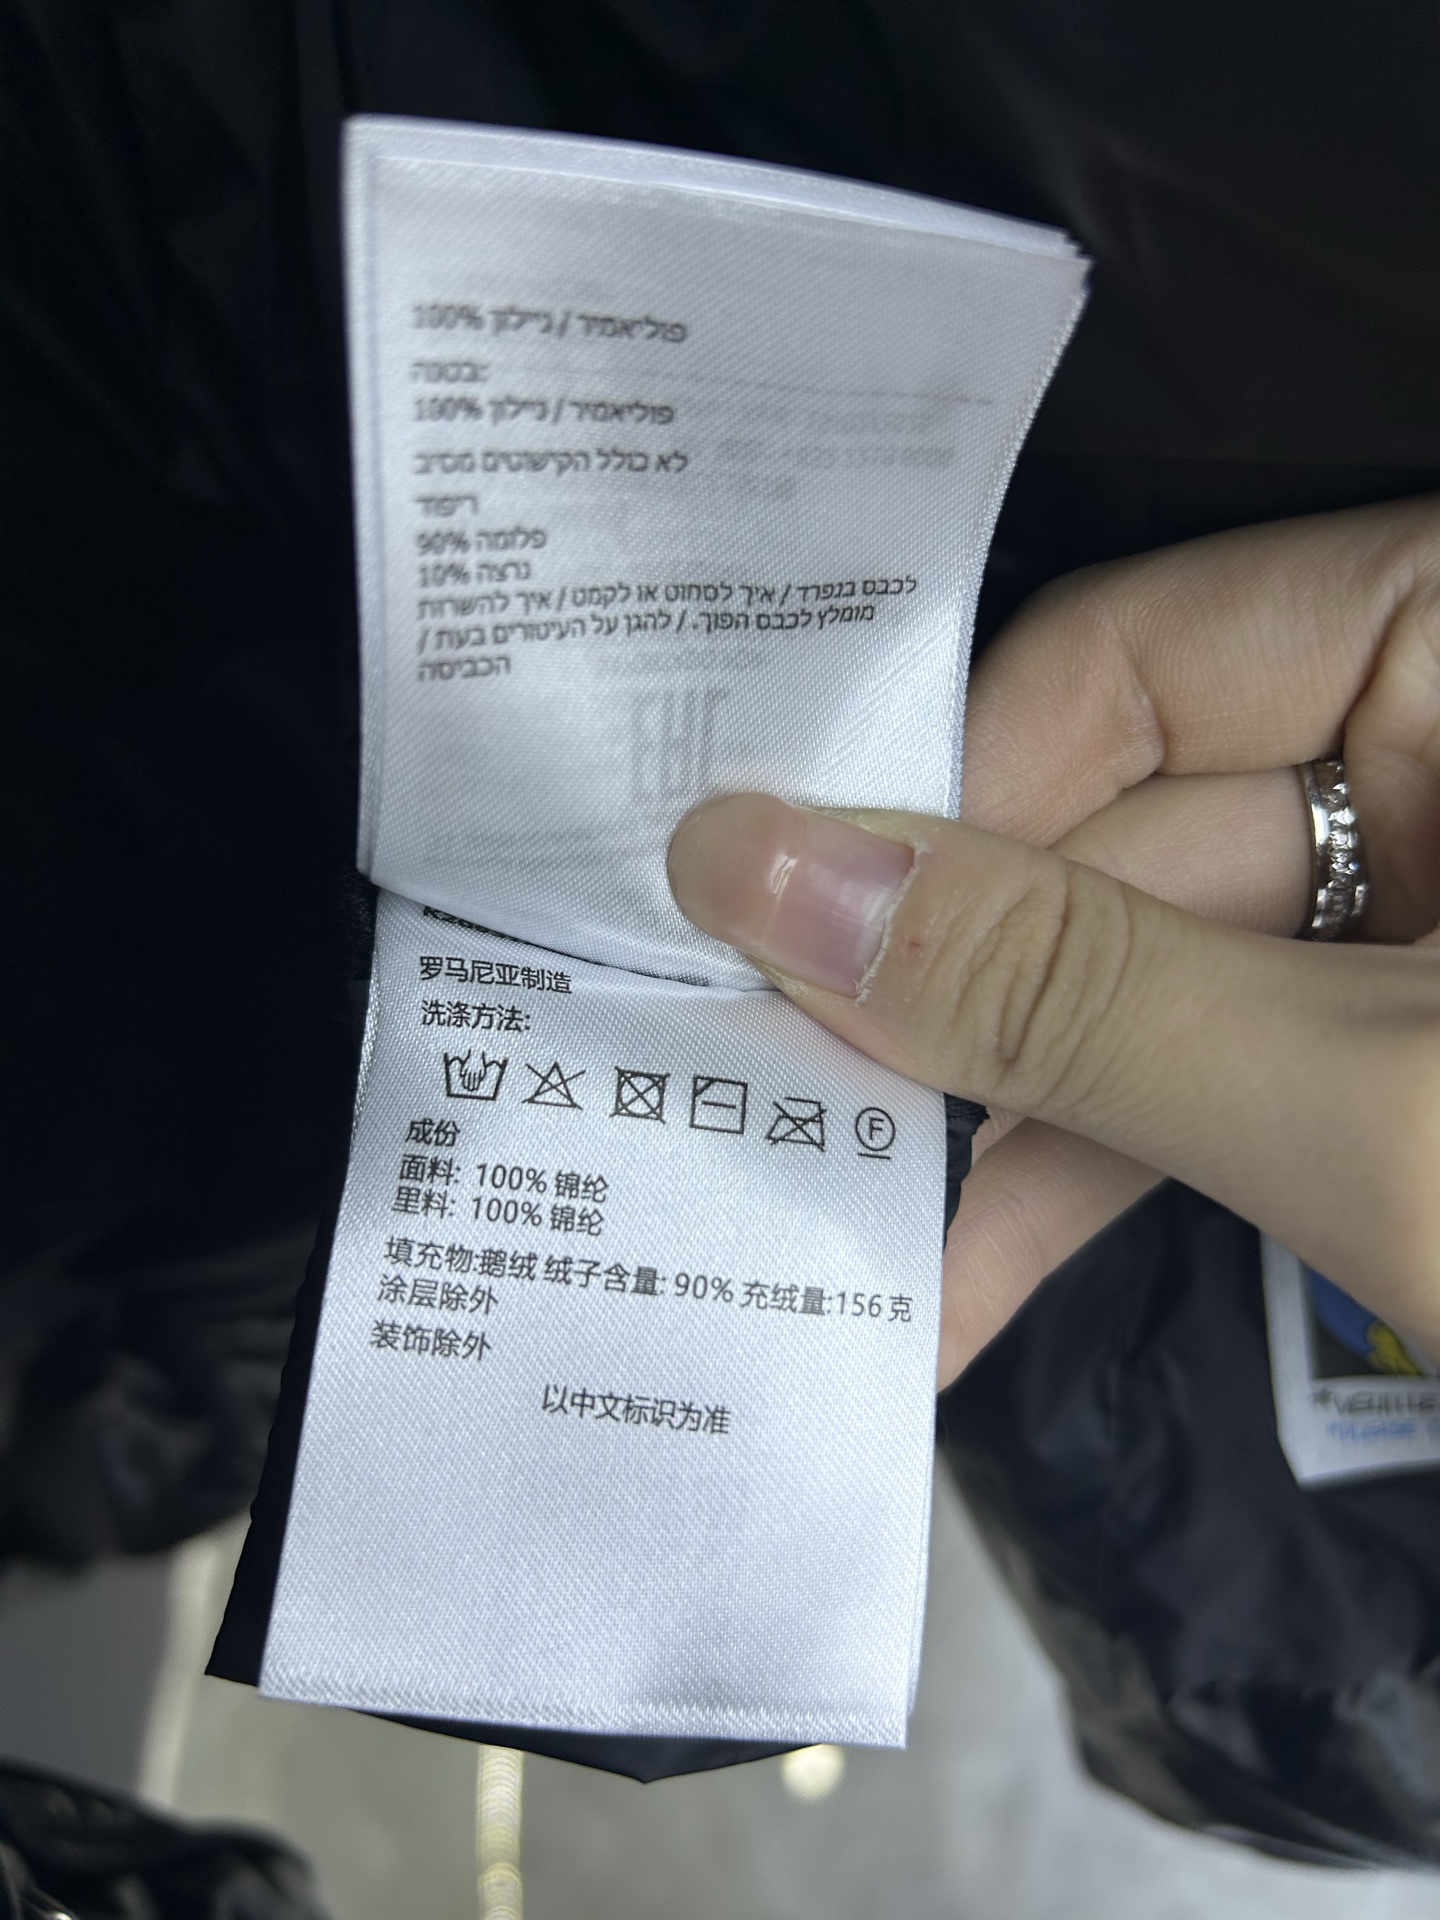 פוליאמיד / ניילון 100%
בטנה:
פוליאמיד / ניילון 100%
לא כולל הקישוטים מסיב
ריפוד
פלומה 90%
נוצה 10%
לכבס בנפרד / איך לסחוט או לקמט / איך להשרות
מומלץ לכבס הפוך. / להגן על העיטורים בעת /
הכביסה
罗马尼亚制造
洗涤方法:
F
成份
面料: 100% 锦纶
里料: 100% 锦纶
填充物:鹅绒 绒子含量: 90% 充绒量:156 克
涂层除外
装饰除外
以中文标识为准